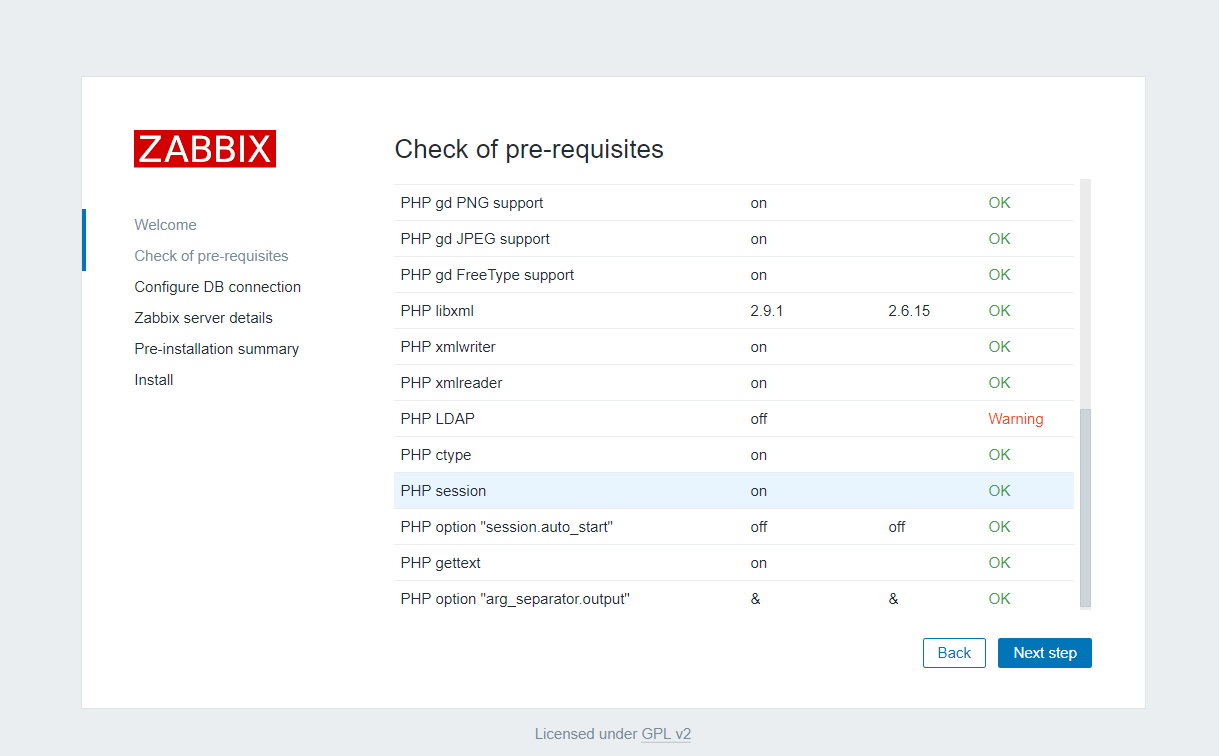 ZABBIX
Welcome
Check of pre-requisites
Configure DB connection
Zabbix server details
Pre-installation summary
Install
Check of pre-requisites
PHP gd PNG support on OK
PHP gd JPEG support on OK
PHP gd FreeType support on OK
PHP libxml 2.9.1 2.6.15 OK
PHP xmlwriter on OK
PHP xmlreader on OK
PHP LDAP off Warning
PHP ctype on OK
PHP session on OK
PHP option "session.auto_start" off off OK
PHP gettext on OK
PHP option "arg_separator.output" & & OK
Back Next step
Licensed under GPL v2